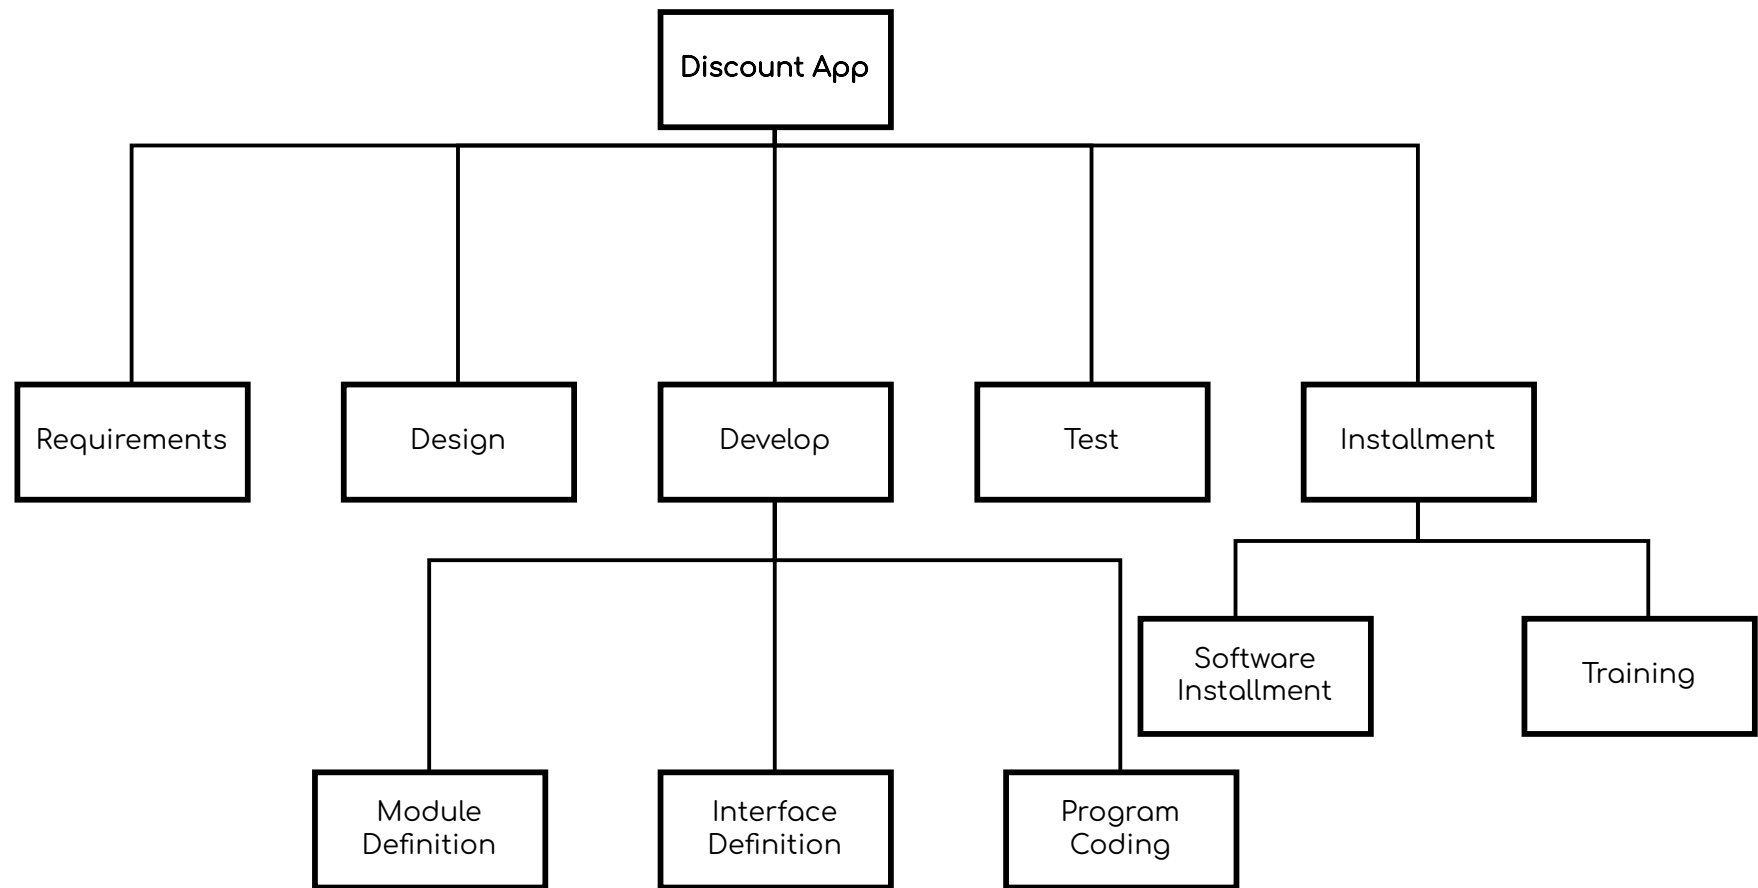 Discount App
Requirements
Design
Develop
Test
Installment
Software
Installment
Training
Module
Definition
Interface
Definition
Program
Coding